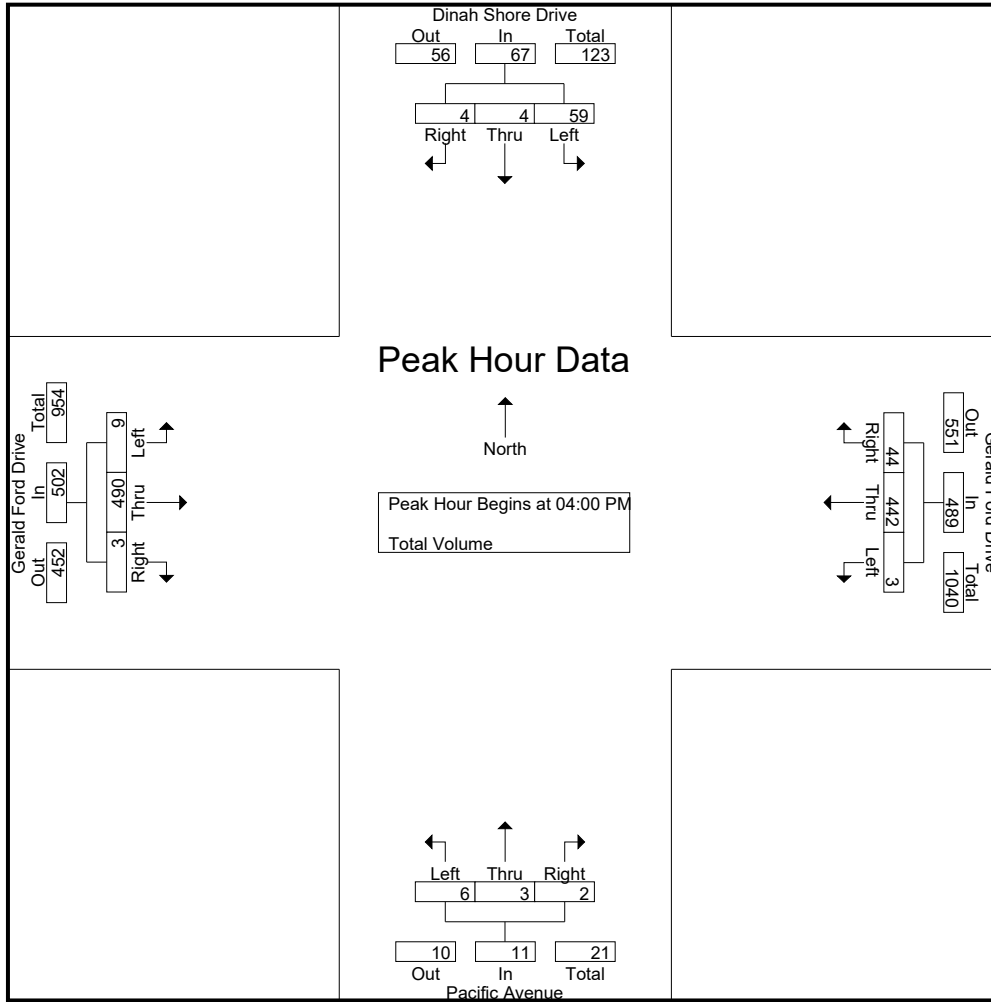 Dinah Shore Drive
Out In Total
56 67 123
4 4 59
Right Thru Left
Peak Hour Data
North
Peak Hour Begins at 04:00 PM
Total Volume
Gerald Ford Drive
Total In Out
954 502 452
9 490 3
Left Thru Right
Gerald Ford Drive
Out In Total
551 489 1040
44 442 3
Right Thru Left
Left Thru Right
6 3 2
10 11 21
Out In Total
Pacific Avenue